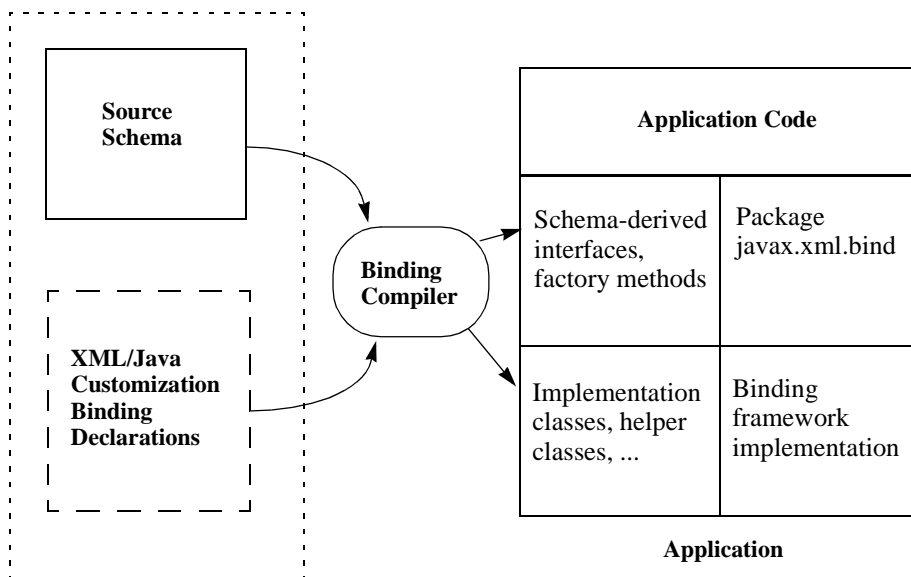 Source
Schema
XML/Java
Customization
Binding
Declarations
Binding
Compiler
Application Code
Schema-derived
interfaces,
factory methods
Package
javax.xml.bind
Implementation
classes, helper
classes, ...
Binding
framework
implementation
Application